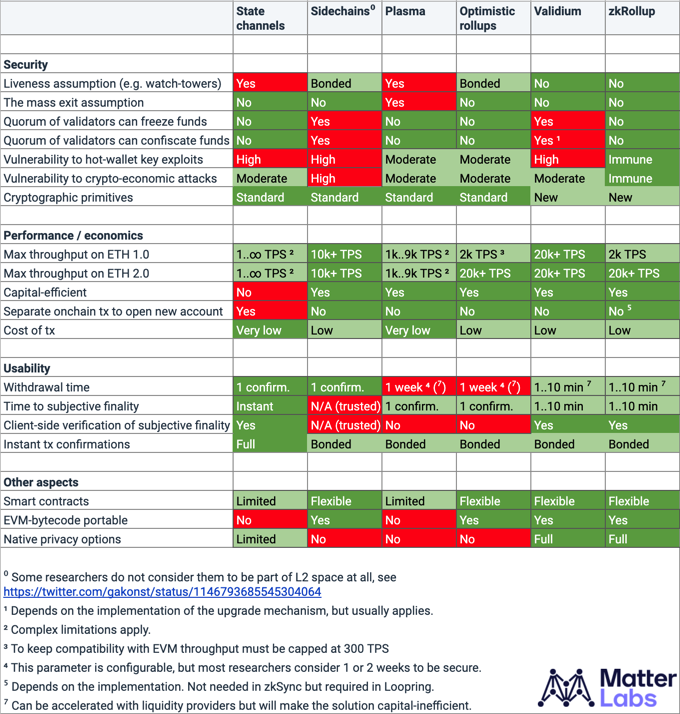 State channels Sidechains⁰ Plasma Optimistic rollups Validium zkRollup
Security
Liveness assumption (e.g. watch-towers) Yes Bonded Yes Bonded No No
The mass exit assumption No No Yes No No No
Quorum of validators can freeze funds No Yes No No Yes No
Quorum of validators can confiscate funds No Yes No No Yes ¹ No
Vulnerability to hot-wallet key exploits High High Moderate Moderate High Immune
Vulnerability to crypto-economic attacks Moderate High Moderate Moderate Moderate Immune
Cryptographic primitives Standard Standard Standard Standard New New
Performance / economics
Max throughput on ETH 1.0 1..∞ TPS ² 10k+ TPS 1k..9k TPS ² 2k TPS ³ 20k+ TPS 2k TPS
Max throughput on ETH 2.0 1..∞ TPS ² 10k+ TPS 1k..9k TPS ² 20k+ TPS 20k+ TPS 20k+ TPS
Capital-efficient No Yes Yes Yes Yes Yes
Separate onchain tx to open new account Yes No No No No No ⁵
Cost of tx Very low Low Very low Low Low Low
Usability
Withdrawal time 1 confirm. 1 confirm. 1 week ⁴ (⁷) 1 week ⁴ (⁷) 1..10 min ⁷ 1..10 min ⁷
Time to subjective finality Instant N/A (trusted) 1 confirm. 1 confirm. 1..10 min 1..10 min
Client-side verification of subjective finality Yes N/A (trusted) No No Yes Yes
Instant tx confirmations Full Bonded Bonded Bonded Bonded Bonded
Other aspects
Smart contracts Limited Flexible Limited Flexible Flexible Flexible
EVM-bytecode portable No Yes No Yes Yes Yes
Native privacy options Limited No No No Full Full
⁰ Some researchers do not consider them to be part of L2 space at all, see
https://twitter.com/gakonst/status/1146793685545304064
¹ Depends on the implementation of the upgrade mechanism, but usually applies.
² Complex limitations apply.
³ To keep compatibility with EVM throughput must be capped at 300 TPS
⁴ This parameter is configurable, but most researchers consider 1 or 2 weeks to be secure.
⁵ Depends on the implementation. Not needed in zkSync but required in Loopring.
⁷ Can be accelerated with liquidity providers but will make the solution capital-inefficient.
Matter
Labs